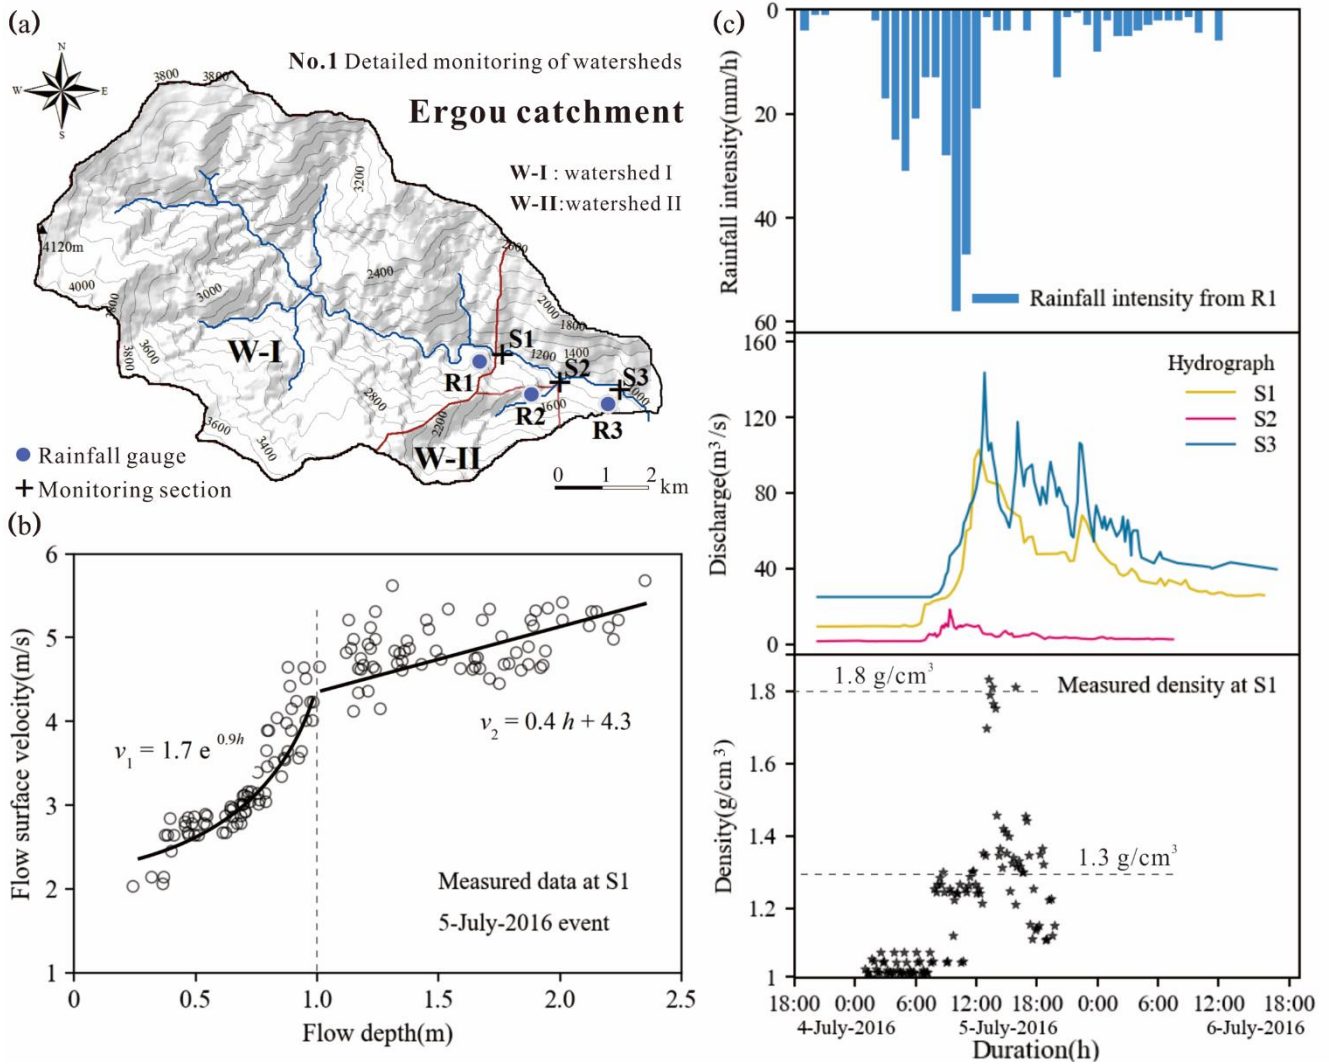 (a)
N
W
E
S
No.1 Detailed monitoring of watersheds
Ergou catchment
W-I : watershed I
W-II:watershed II
3800
3800
3200
4120m
4000
3000
2400
2600
2000
1800
3800
3600
W-I
S1
1200
1400
S2
S3
1000
R1
2800
R2
1600
R3
3600
2200
3400
W-II
Rainfall gauge
Monitoring section
0 1 2 km
(b)
Flow surface velocity(m/s)
6
5
4
3
2
1
v₁ = 1.7 e^0.9h
v₂ = 0.4 h + 4.3
Measured data at S1
5-July-2016 event
0 0.5 1.0 1.5 2.0 2.5
Flow depth(m)
(c)
Rainfall intensity(mm/h)
0
20
40
60
Rainfall intensity from R1
Discharge(m³/s)
160
120
80
40
0
Hydrograph
S1
S2
S3
Density(g/cm³)
1.8
1.6
1.4
1.2
1
1.8 g/cm³
Measured density at S1
1.3 g/cm³
18:00 0:00 6:00 12:00 18:00 0:00 6:00 12:00 18:00
4-July-2016 5-July-2016 6-July-2016
Duration(h)